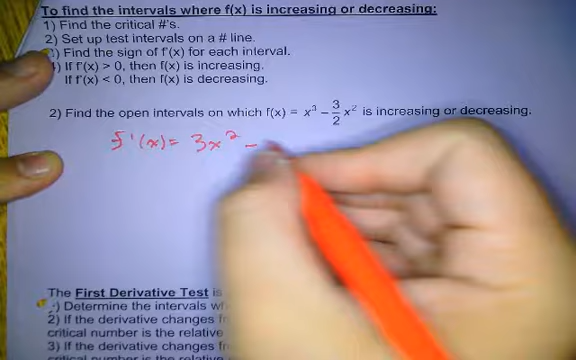 To find the intervals where f(x) is increasing or decreasing:
1) Find the critical #'s.
2) Set up test intervals on a # line.
) Find the sign of f'(x) for each interval.
) If f'(x) > 0, then f(x) is increasing.
If f'(x) < 0, then f(x) is decreasing.
2) Find the open intervals on which f(x) = x³ − 3/2 x² is increasing or decreasing.
f'(x) = 3x² −
The First Derivative Test is
) Determine the intervals
2) If the derivative changes
critical number is the relative
3) If the derivative changes
critical number is the relative